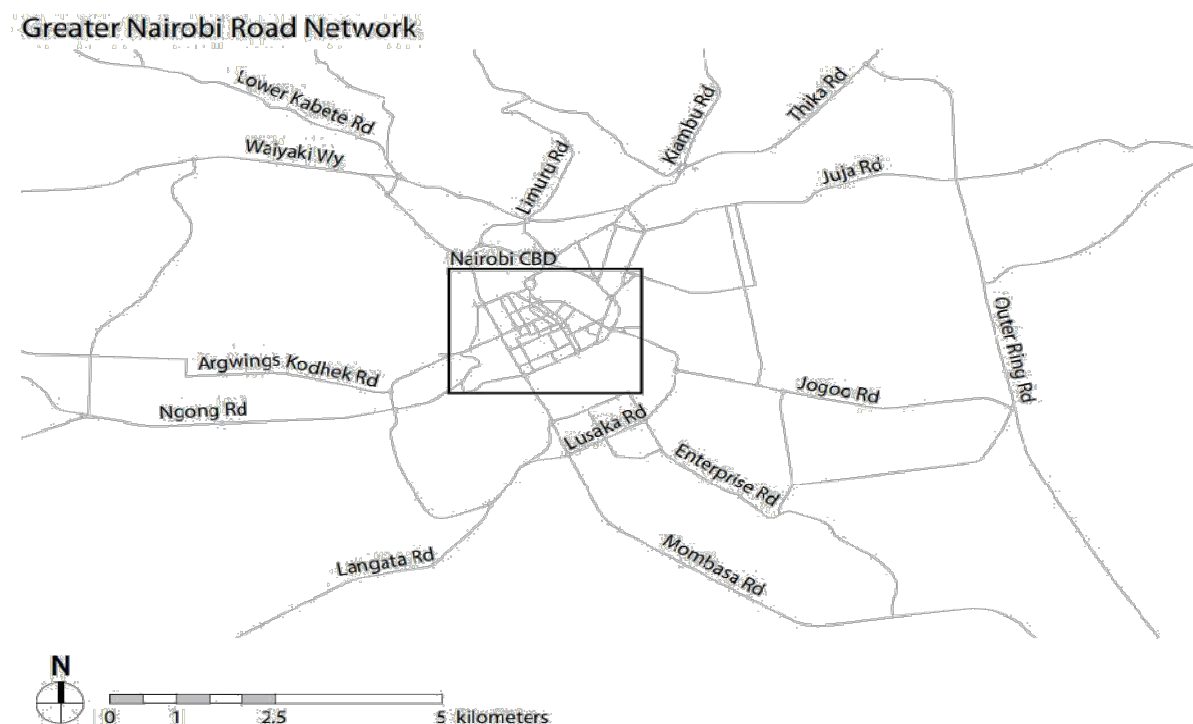 Greater Nairobi Road Network
Lower Kabete Rd
Waiyaki Wy
Limuru Rd
Kiambu Rd
Thika Rd
Juja Rd
Nairobi CBD
Outer Ring Rd
Argwings Kodhek Rd
Ngong Rd
Jogoo Rd
Lusaka Rd
Enterprise Rd
Langata Rd
Mombasa Rd
N
0 1 2.5 5 kilometers